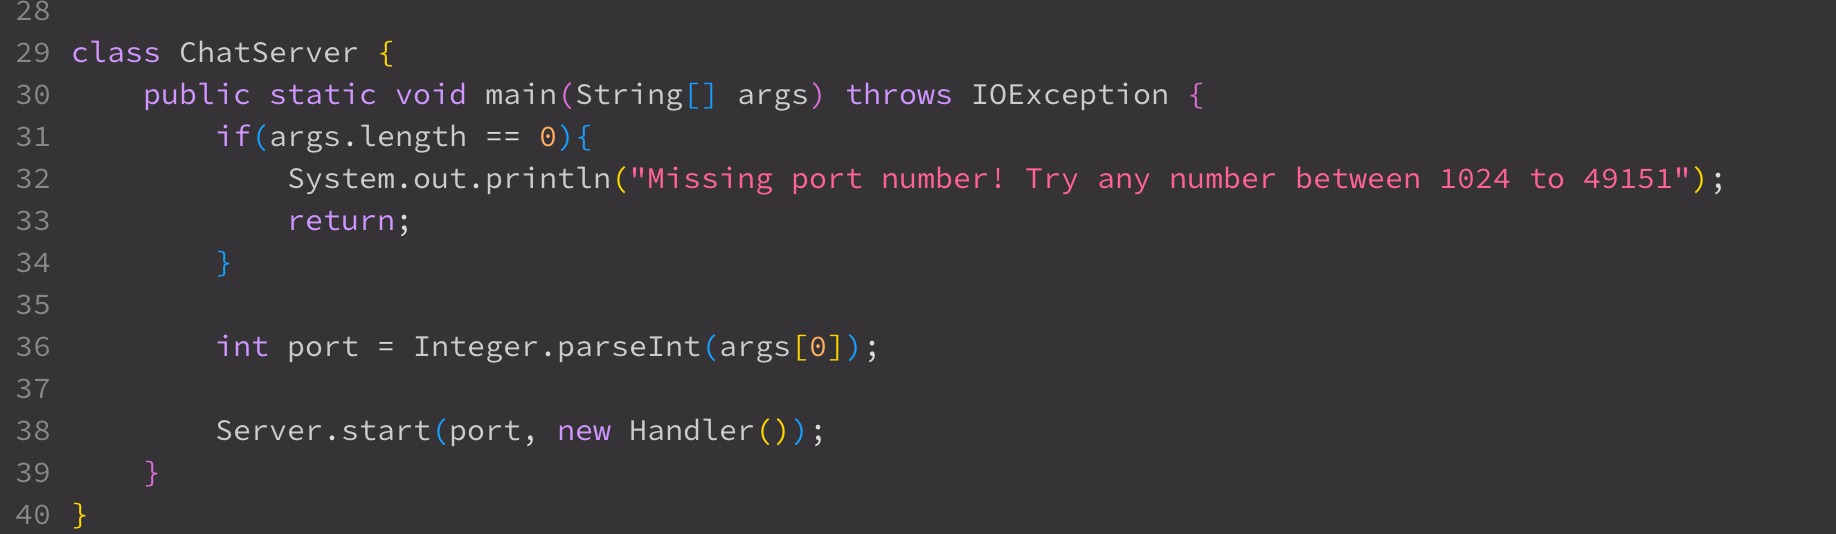 28
29 class ChatServer {
30     public static void main(String[] args) throws IOException {
31         if(args.length == 0){
32             System.out.println("Missing port number! Try any number between 1024 to 49151");
33             return;
34         }
35
36         int port = Integer.parseInt(args[0]);
37
38         Server.start(port, new Handler());
39     }
40 }